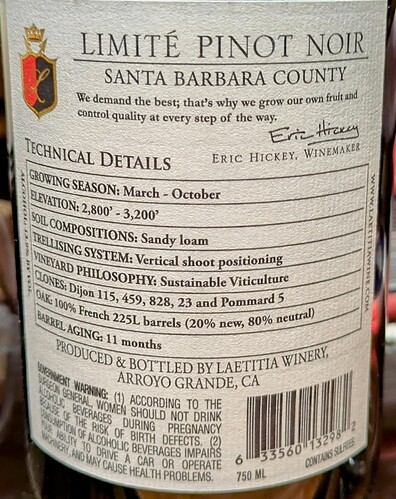 LIMITÉ PINOT NOIR
SANTA BARBARA COUNTY
We demand the best; that's why we grow our own fruit and
control quality at every step of the way.
Eric Hickey
ERIC HICKEY, WINEMAKER
TECHNICAL DETAILS
GROWING SEASON: March - October
ELEVATION: 2,800' - 3,200'
SOIL COMPOSITIONS: Sandy loam
TRELLISING SYSTEM: Vertical shoot positioning
VINEYARD PHILOSOPHY: Sustainable Viticulture
CLONES: Dijon 115, 459, 828, 23 and Pommard 5
OAK: 100% French 225L barrels (20% new, 80% neutral)
BARREL AGING: 11 months
WWW.LAETITIAWINE.COM
PRODUCED & BOTTLED BY LAETITIA WINERY,
ARROYO GRANDE, CA
GOVERNMENT WARNING: (1) ACCORDING TO THE
SURGEON GENERAL, WOMEN SHOULD NOT DRINK
ALCOHOLIC BEVERAGES DURING PREGNANCY
BECAUSE OF THE RISK OF BIRTH DEFECTS. (2)
CONSUMPTION OF ALCOHOLIC BEVERAGES IMPAIRS
YOUR ABILITY TO DRIVE A CAR OR OPERATE
MACHINERY, AND MAY CAUSE HEALTH PROBLEMS.
6 33560 13298 2
750 ML
CONTAINS SULFITES